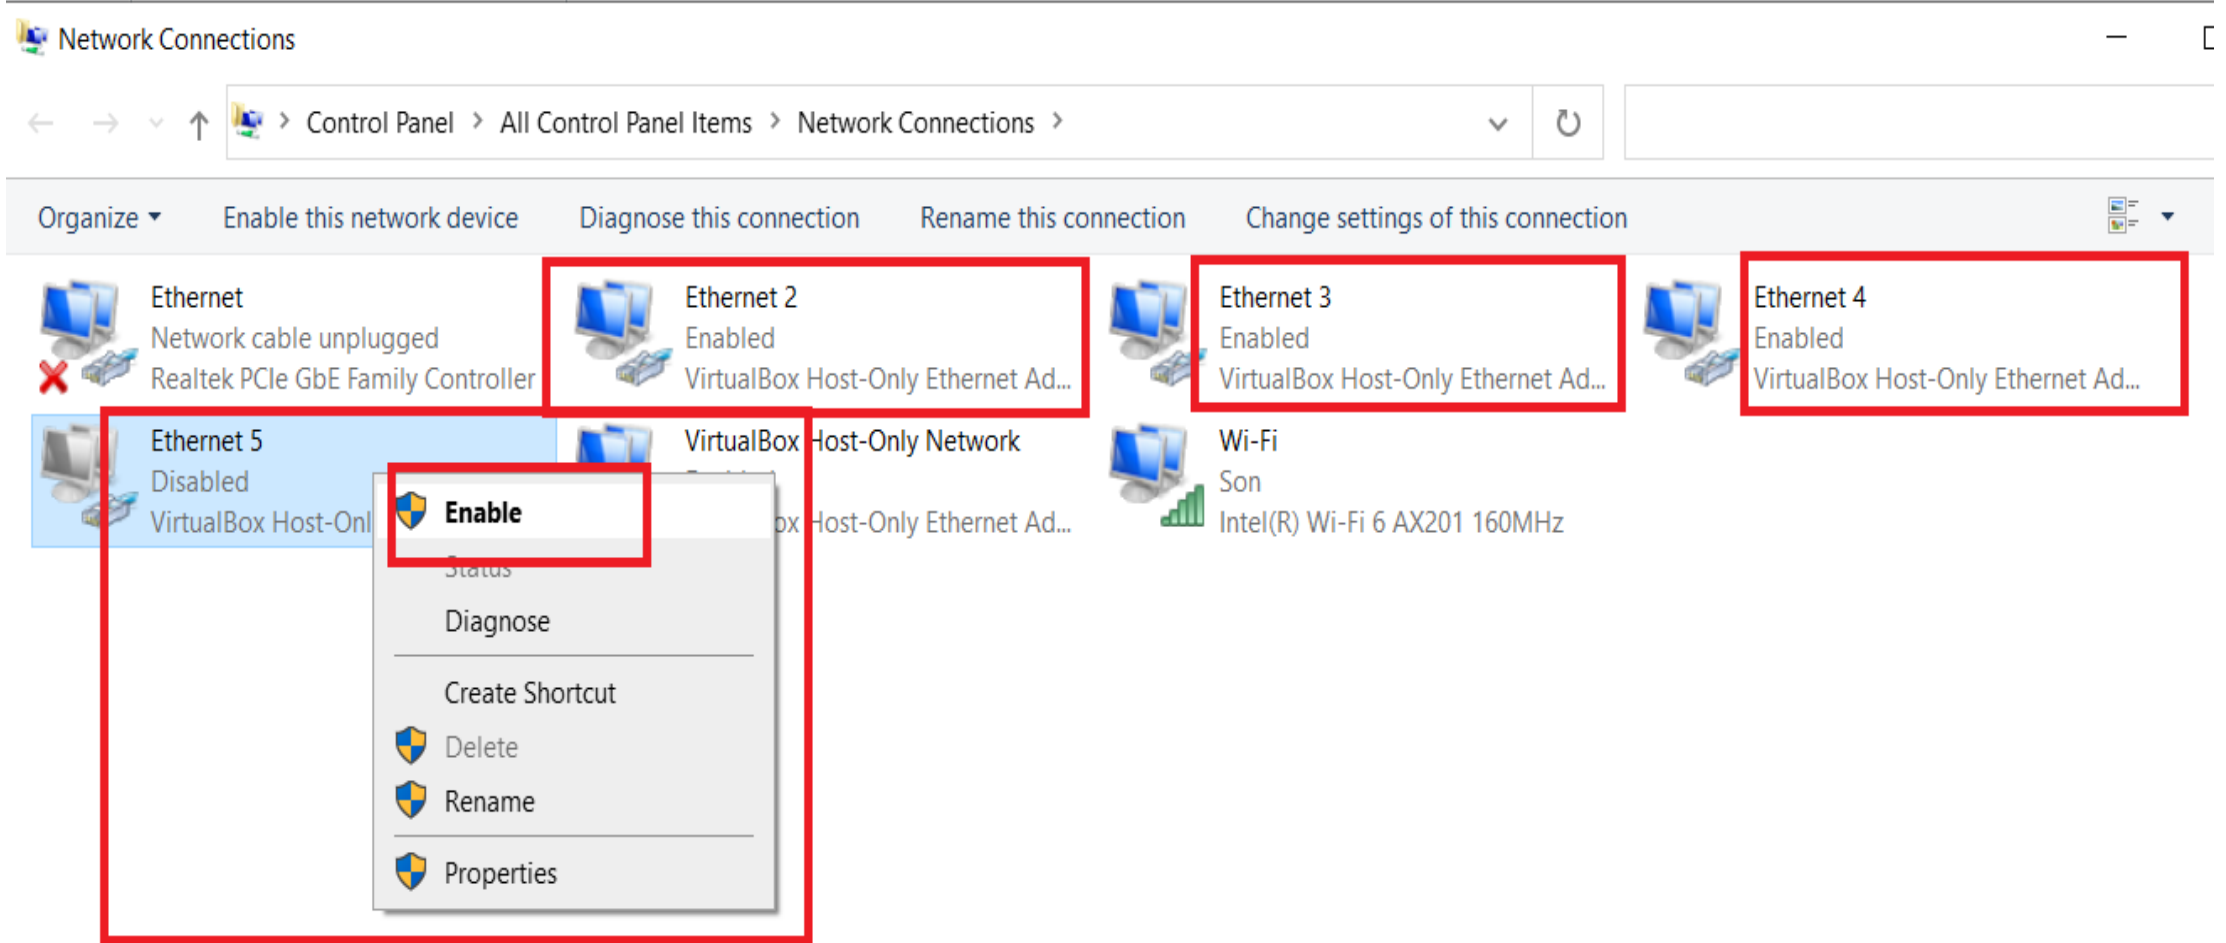 Network Connections
Control Panel > All Control Panel Items > Network Connections >
Organize Enable this network device Diagnose this connection Rename this connection Change settings of this connection
Ethernet
Network cable unplugged
Realtek PCIe GbE Family Controller
Ethernet 2
Enabled
VirtualBox Host-Only Ethernet Ad...
Ethernet 3
Enabled
VirtualBox Host-Only Ethernet Ad...
Ethernet 4
Enabled
VirtualBox Host-Only Ethernet Ad...
Ethernet 5
Disabled
VirtualBox Host-Onl
VirtualBox Host-Only Network
ox Host-Only Ethernet Ad...
Wi-Fi
Son
Intel(R) Wi-Fi 6 AX201 160MHz
Enable
Status
Diagnose
Create Shortcut
Delete
Rename
Properties